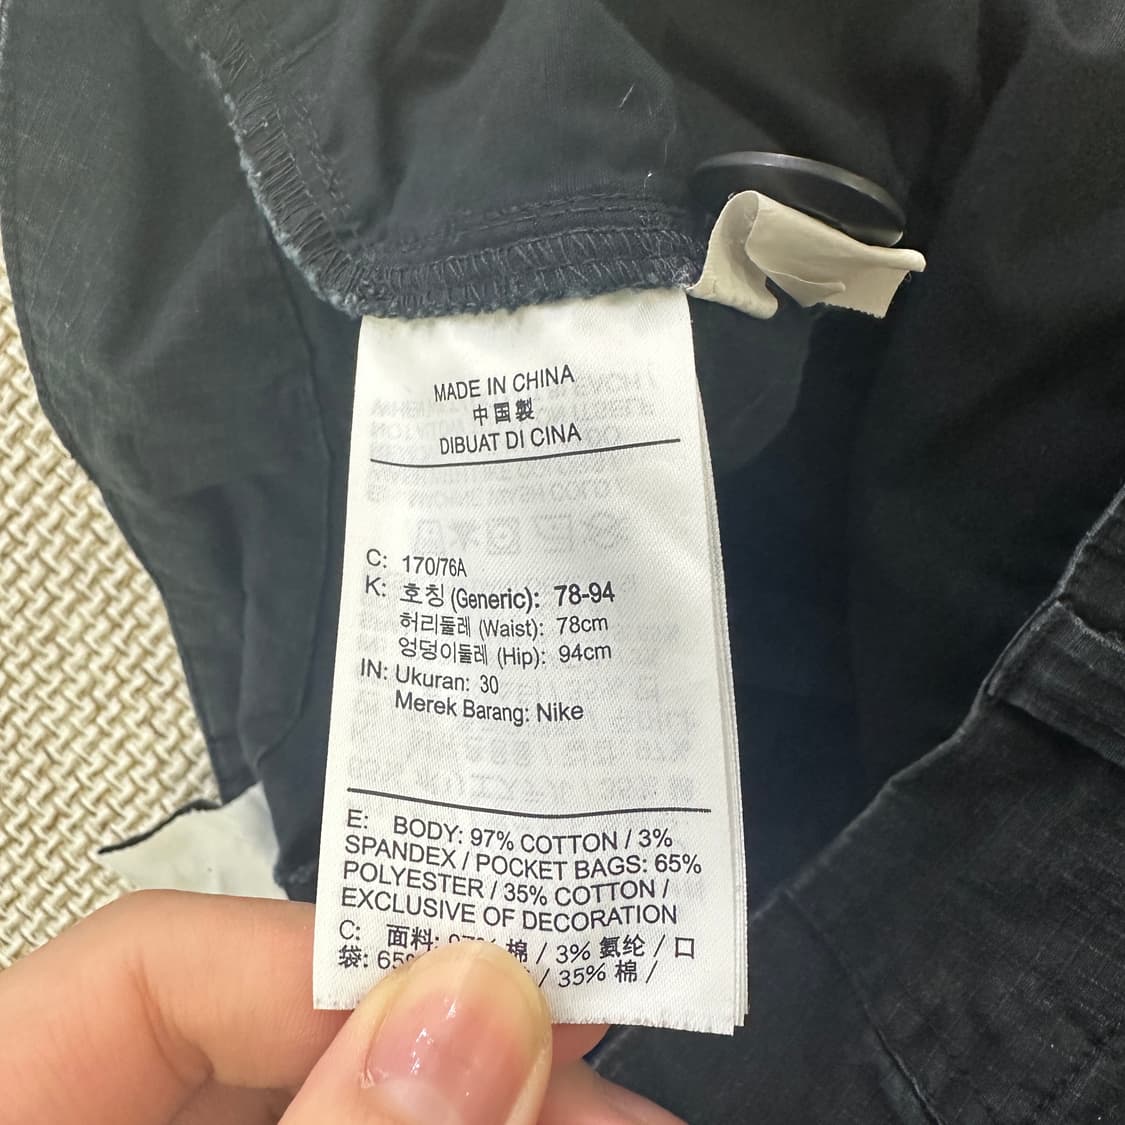 MADE IN CHINA
中国製
DIBUAT DI CINA
C: 170/76A
K: 호칭 (Generic): 78-94
허리둘레 (Waist): 78cm
엉덩이둘레 (Hip): 94cm
IN: Ukuran: 30
Merek Barang: Nike
E: BODY: 97% COTTON / 3%
SPANDEX / POCKET BAGS: 65%
POLYESTER / 35% COTTON /
EXCLUSIVE OF DECORATION
C: 面料: 棉 / 3% 氨纶 / 口
袋: 65% / 35% 棉 /